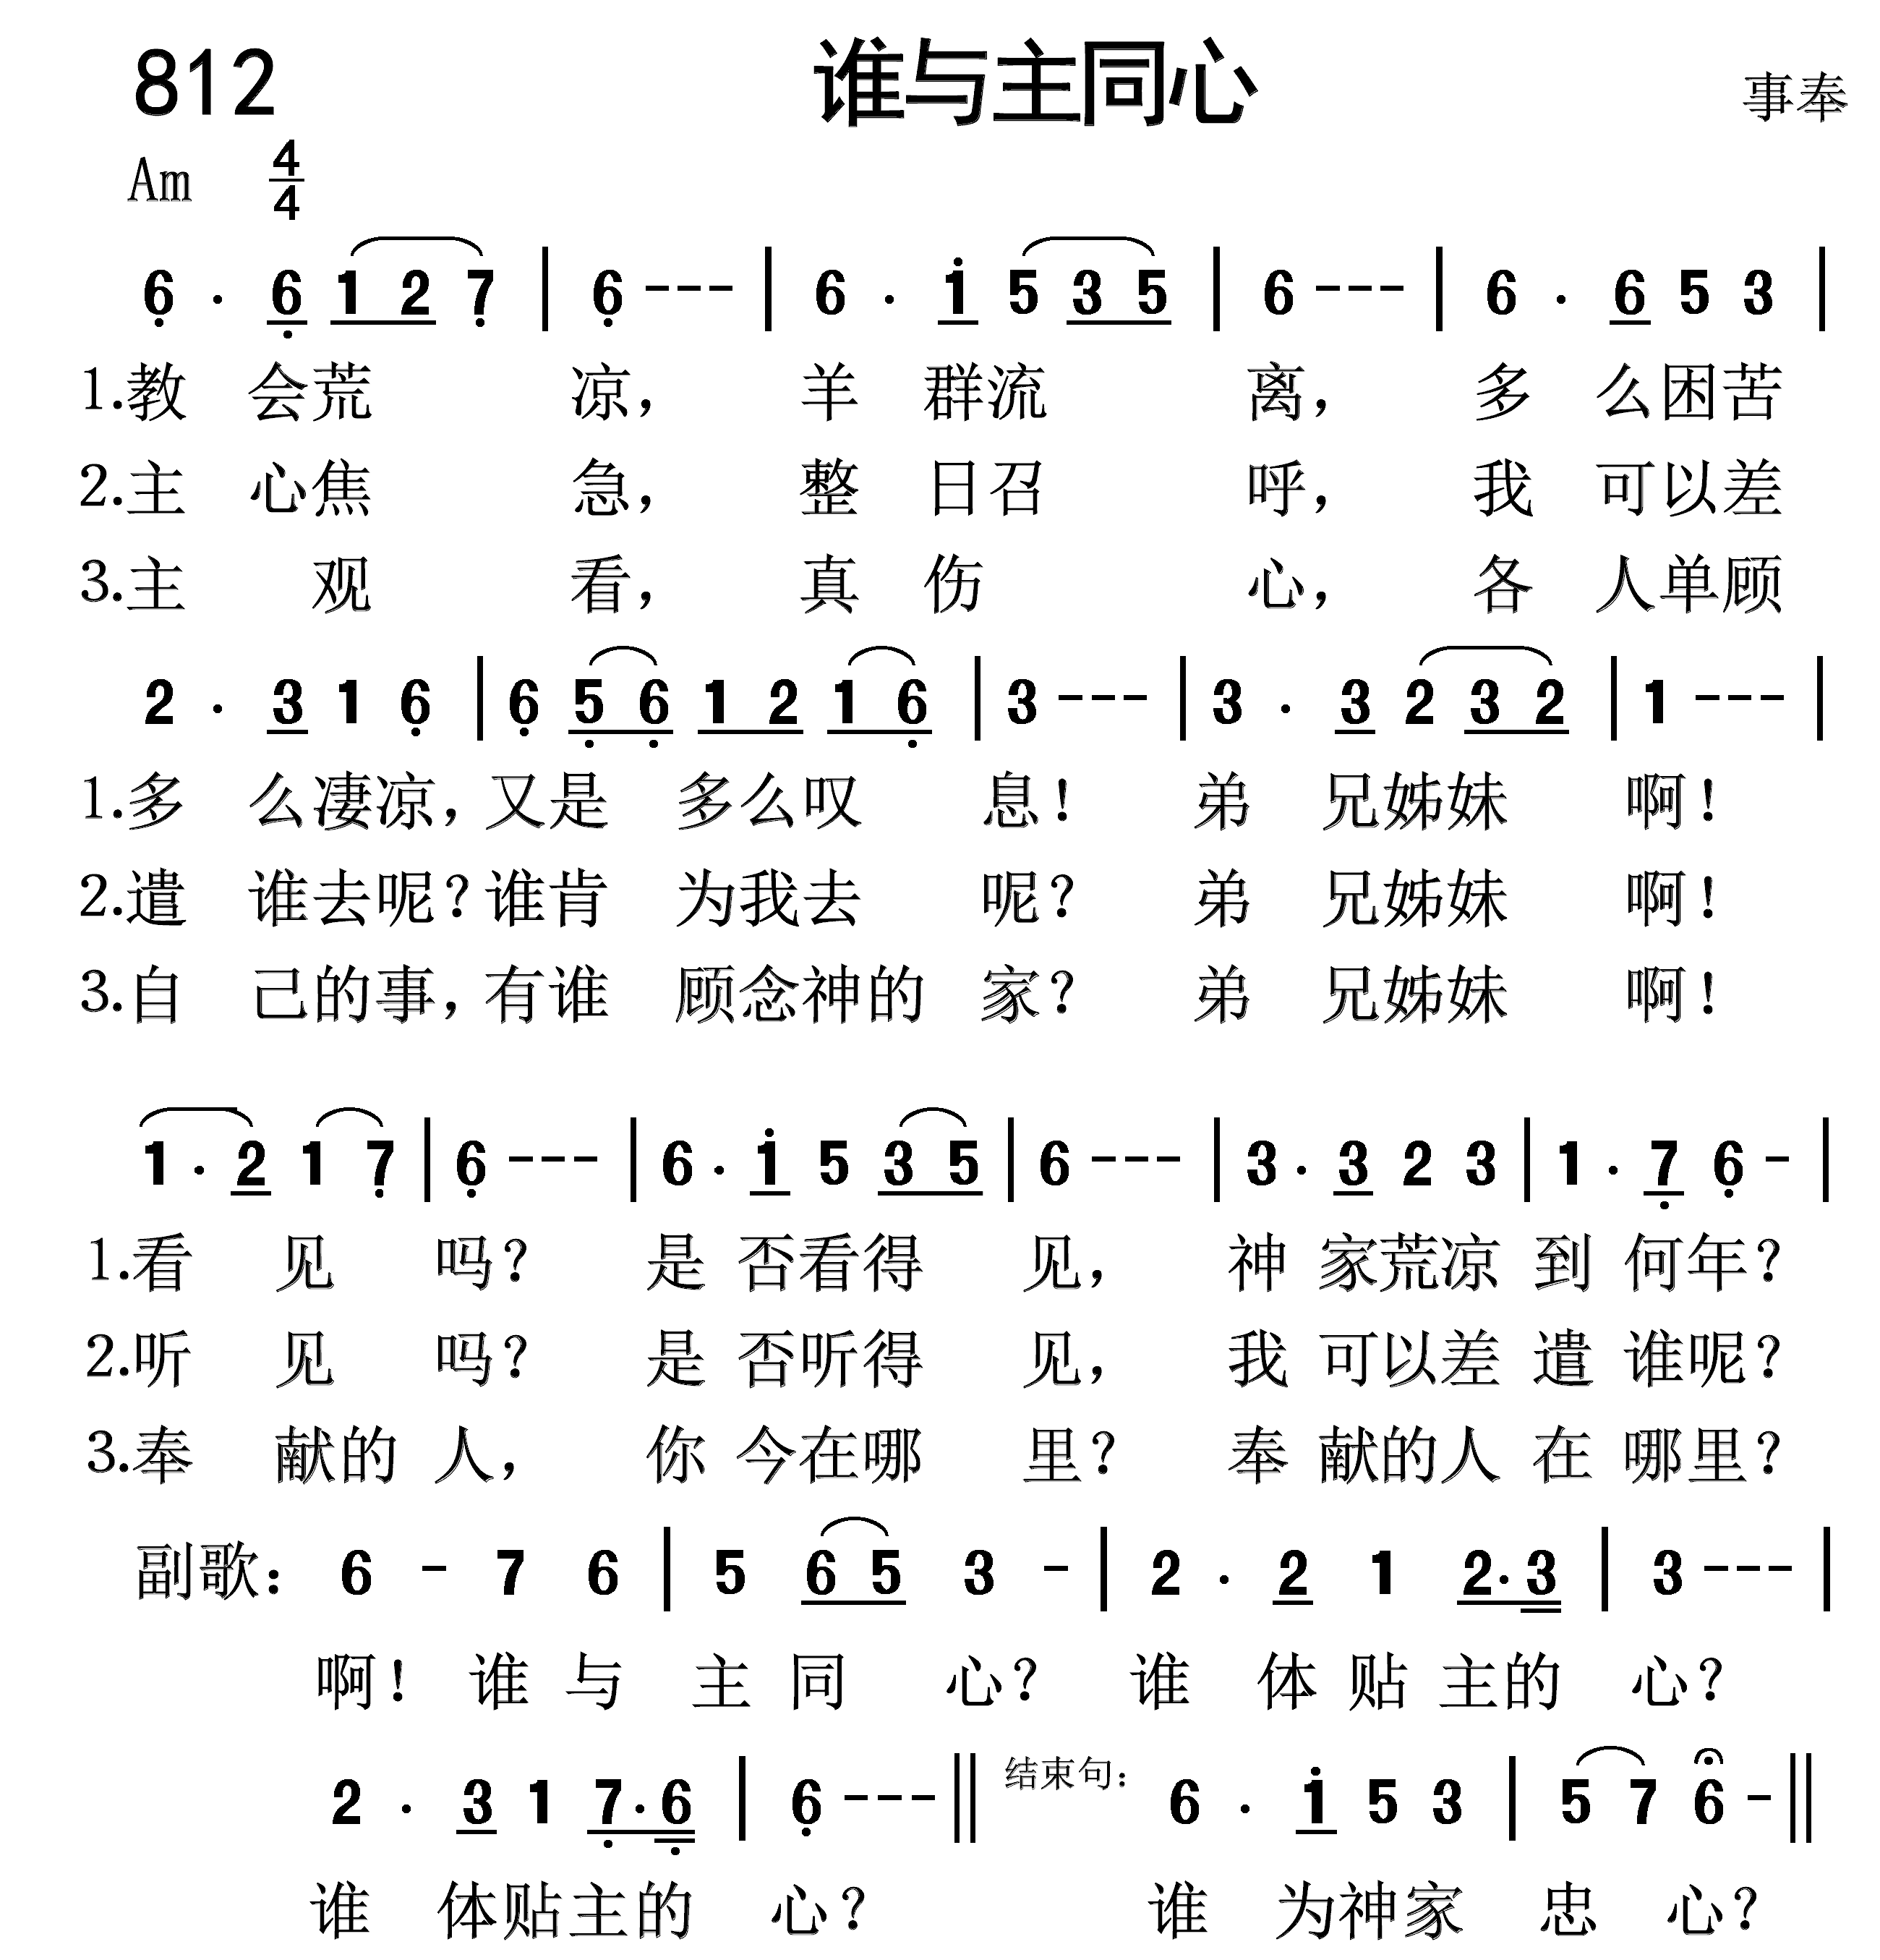 812 谁与主同心 事奉
Am 4/4
6̣ · 6̣ 1 2 7̣ | 6̣ - - - | 6 · 1̇ 5 3 5 | 6 - - - | 6 · 6 5 3 |
1.教 会荒 凉, 羊 群流 离, 多 么困苦
2.主 心焦 急, 整 日召 呼, 我 可以差
3.主 观 看, 真 伤 心, 各 人单顾
2 · 3 1 6̣ | 6̣ 5̣ 6̣ 1 2 1 6̣ | 3 - - - | 3 · 3 2 3 2 | 1 - - - |
1.多 么凄凉,又是 多么叹 息! 弟 兄姊妹 啊!
2.遣 谁去呢?谁肯 为我去 呢? 弟 兄姊妹 啊!
3.自 己的事,有谁 顾念神的 家? 弟 兄姊妹 啊!
1 · 2 1 7̣ | 6̣ - - - | 6 · 1̇ 5 3 5 | 6 - - - | 3 · 3 2 3 | 1 · 7̣ 6̣ - |
1.看 见 吗? 是 否看得 见, 神 家荒凉 到 何年?
2.听 见 吗? 是 否听得 见, 我 可以差 遣 谁呢?
3.奉 献的 人, 你 今在哪 里? 奉 献的人 在 哪里?
副歌: 6 - 7 6 | 5 6 5 3 - | 2 · 2 1 2· 3 | 3 - - - |
啊! 谁 与 主 同 心? 谁 体 贴 主的 心?
2 · 3 1 7̣· 6̣ | 6̣ - - - || 结束句: 6 · 1̇ 5 3 | 5 7 6 - ||
谁 体贴主的 心? 谁 为神家 忠 心?